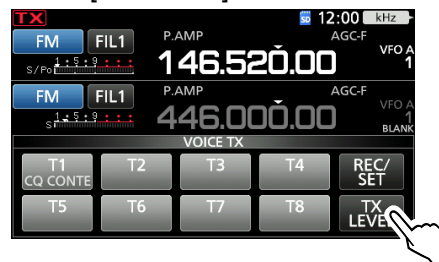 TX 12:00 kHz
FM FIL1 P.AMP AGC-F
S/Po 1 5 9 146.520.00 VFO A 1
FM FIL1 P.AMP AGC-F
S 1 5 9 446.000.00 VFO A 1 BLANK
VOICE TX
T1 T2 T3 T4 REC/
CQ CONTE SET
T5 T6 T7 T8 TX